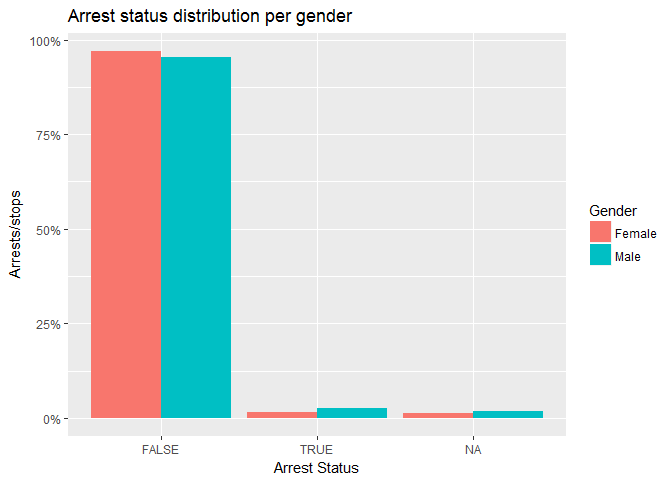 Arrest status distribution per gender
100%
75%
50%
25%
0%
Arrests/stops
FALSE
TRUE
NA
Arrest Status
Gender
Female
Male